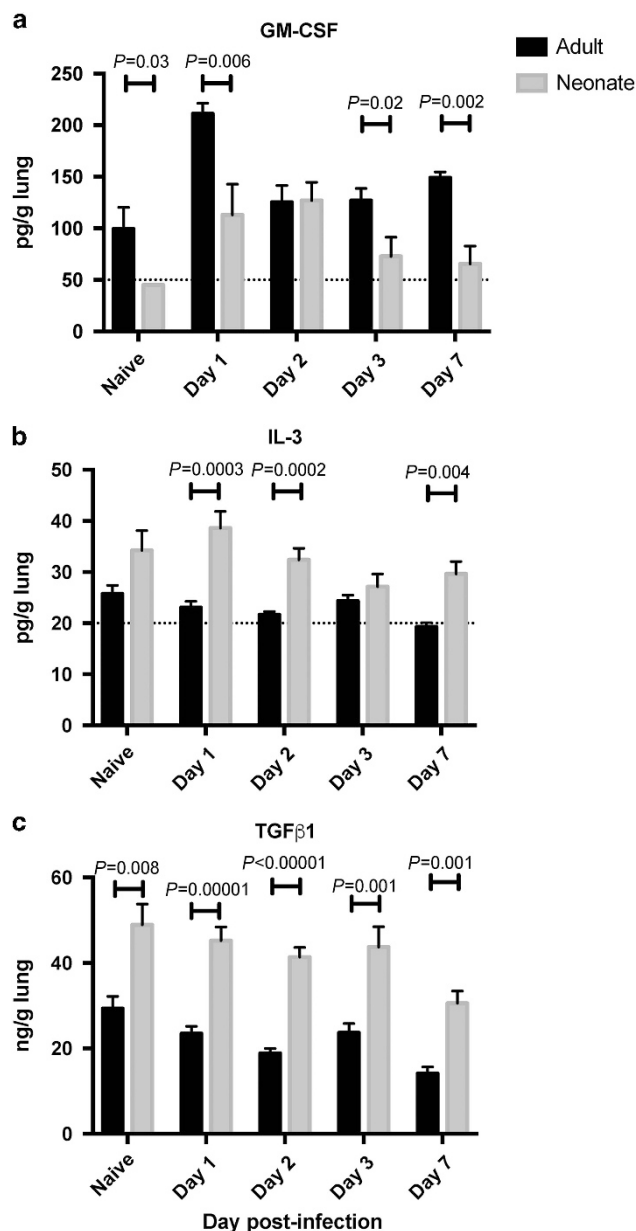 a
GM-CSF
Adult
Neonate
P=0.03
P=0.006
P=0.02
P=0.002
250
200
150
100
50
0
pg/g lung
Naive
Day 1
Day 2
Day 3
Day 7
b
IL-3
P=0.0003
P=0.0002
P=0.004
50
40
30
20
10
0
pg/g lung
Naive
Day 1
Day 2
Day 3
Day 7
c
TGFβ1
P=0.008
P=0.00001
P<0.00001
P=0.001
P=0.001
60
40
20
0
ng/g lung
Naive
Day 1
Day 2
Day 3
Day 7
Day post-infection